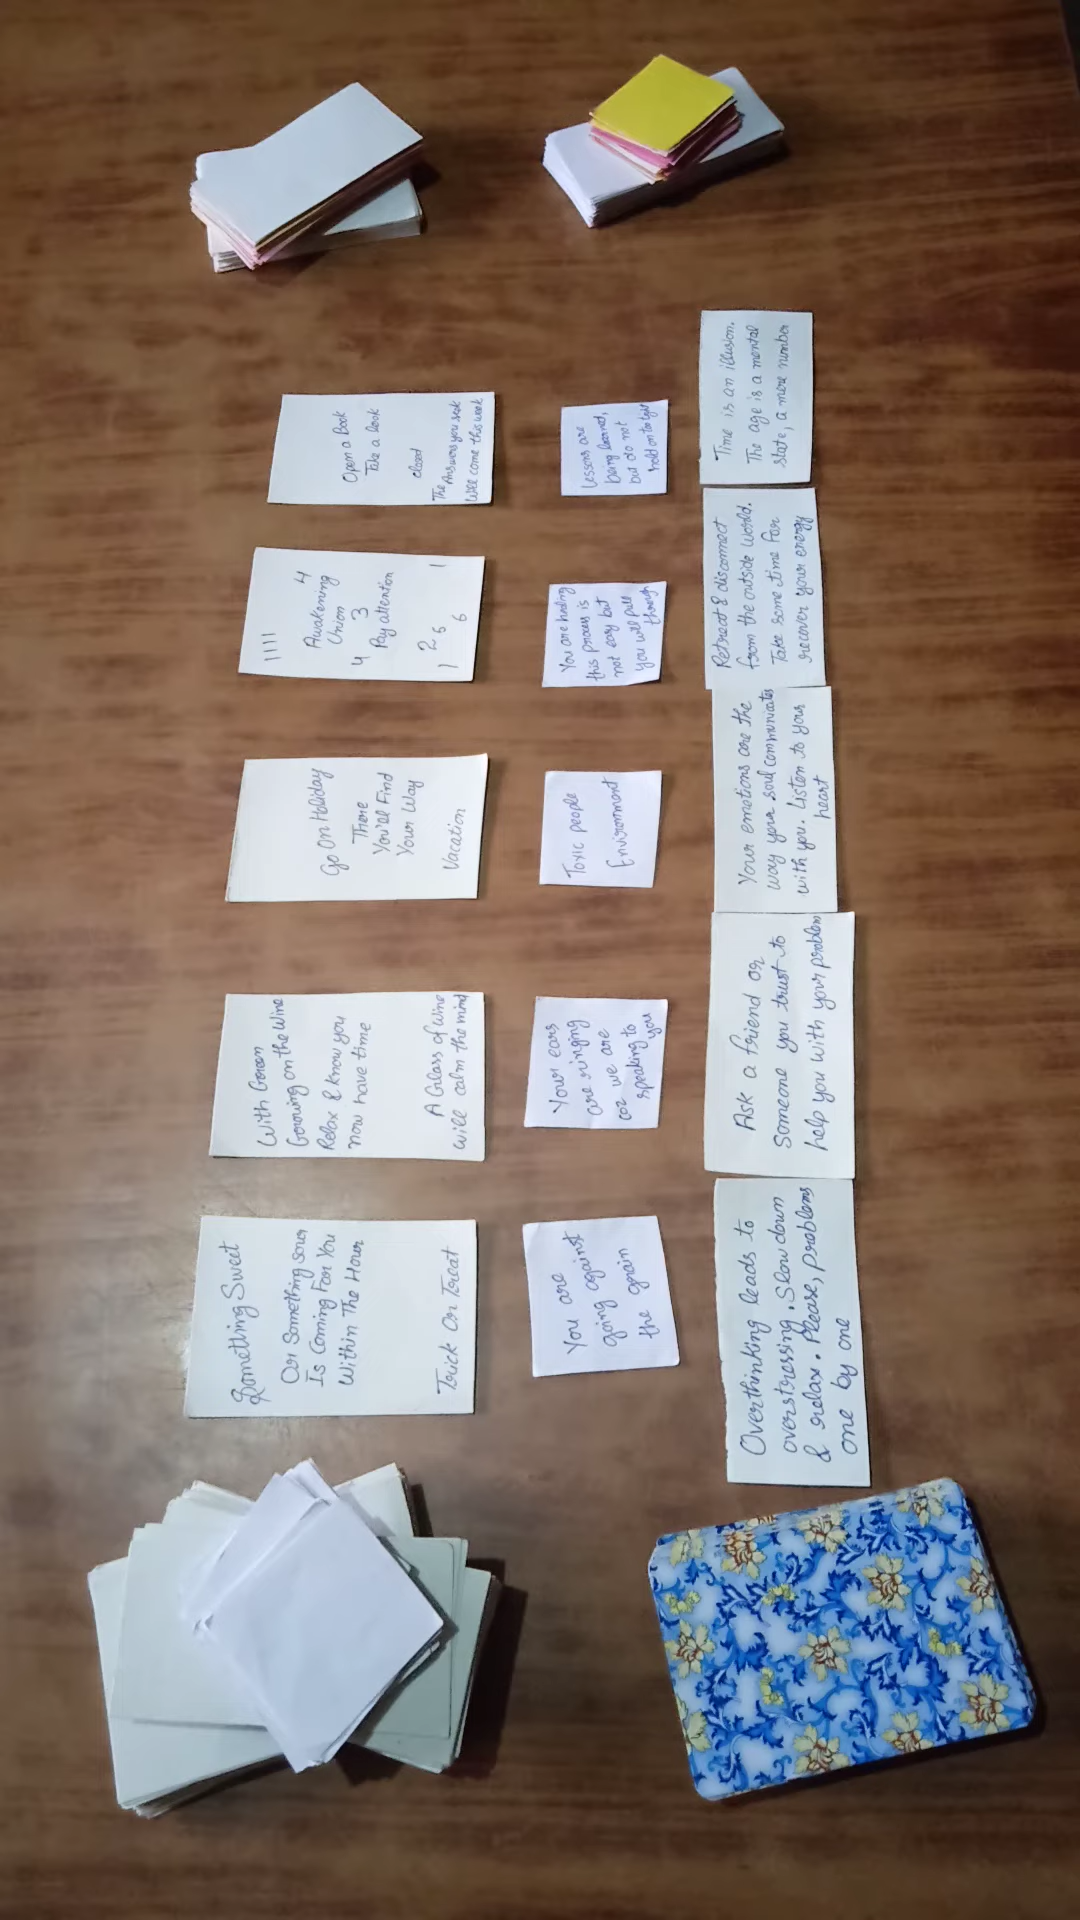 Something Sweet
Or Something sour
Is Coming For You
Within The Hour
Trick Or Treat
With Green
Growing on the Wine
Relax & know you
now have time
A Glass of Wine
will calm the mind
Go On Holiday
There
You'll Find
Your Way
Vacation
1111 4
Awakening
Union
4 3
Pay attention
1 2 5 6 1
Open a Book
Take a look
closed
The Answers you seek
Will come this week
You are
going against
the grain
Your ears
are ringing
coz we are
speaking to
you
Toxic people
Environment
You are healing
this process is
not easy but
you will pull
through
Lessons are
being learned,
but do not
hold on too
Overthinking leads to
overstressing. Slow down
& relax. Please, problems
one by one
Ask a friend or
someone you trust to
help you with your problem
Your emotions are the
way your soul communicates
with you. Listen to your
heart
Retreat & disconnect
from the outside world.
Take some time for
recover your energy
Time is an illusion.
The age is a mental
state, a mere number